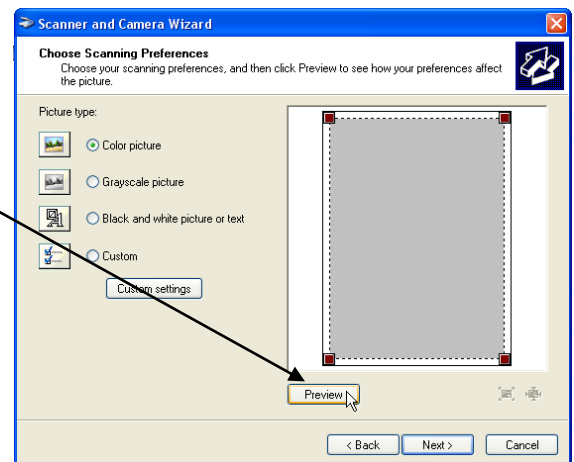 Scanner and Camera Wizard
Choose Scanning Preferences
Choose your scanning preferences, and then click Preview to see how your preferences affect
the picture.
Picture type:
Color picture
Grayscale picture
Black and white picture or text
Custom
Custom settings
Preview
< Back
Next >
Cancel